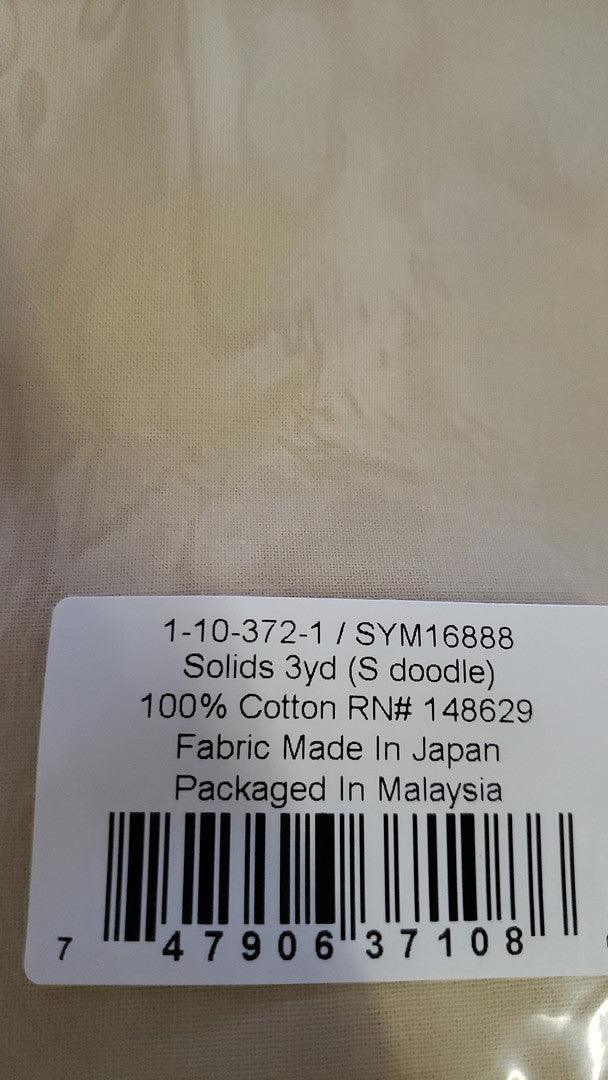 1-10-372-1 / SYM16888
Solids 3yd (S doodle)
100% Cotton RN# 148629
Fabric Made In Japan
Packaged In Malaysia
7 47906 37108